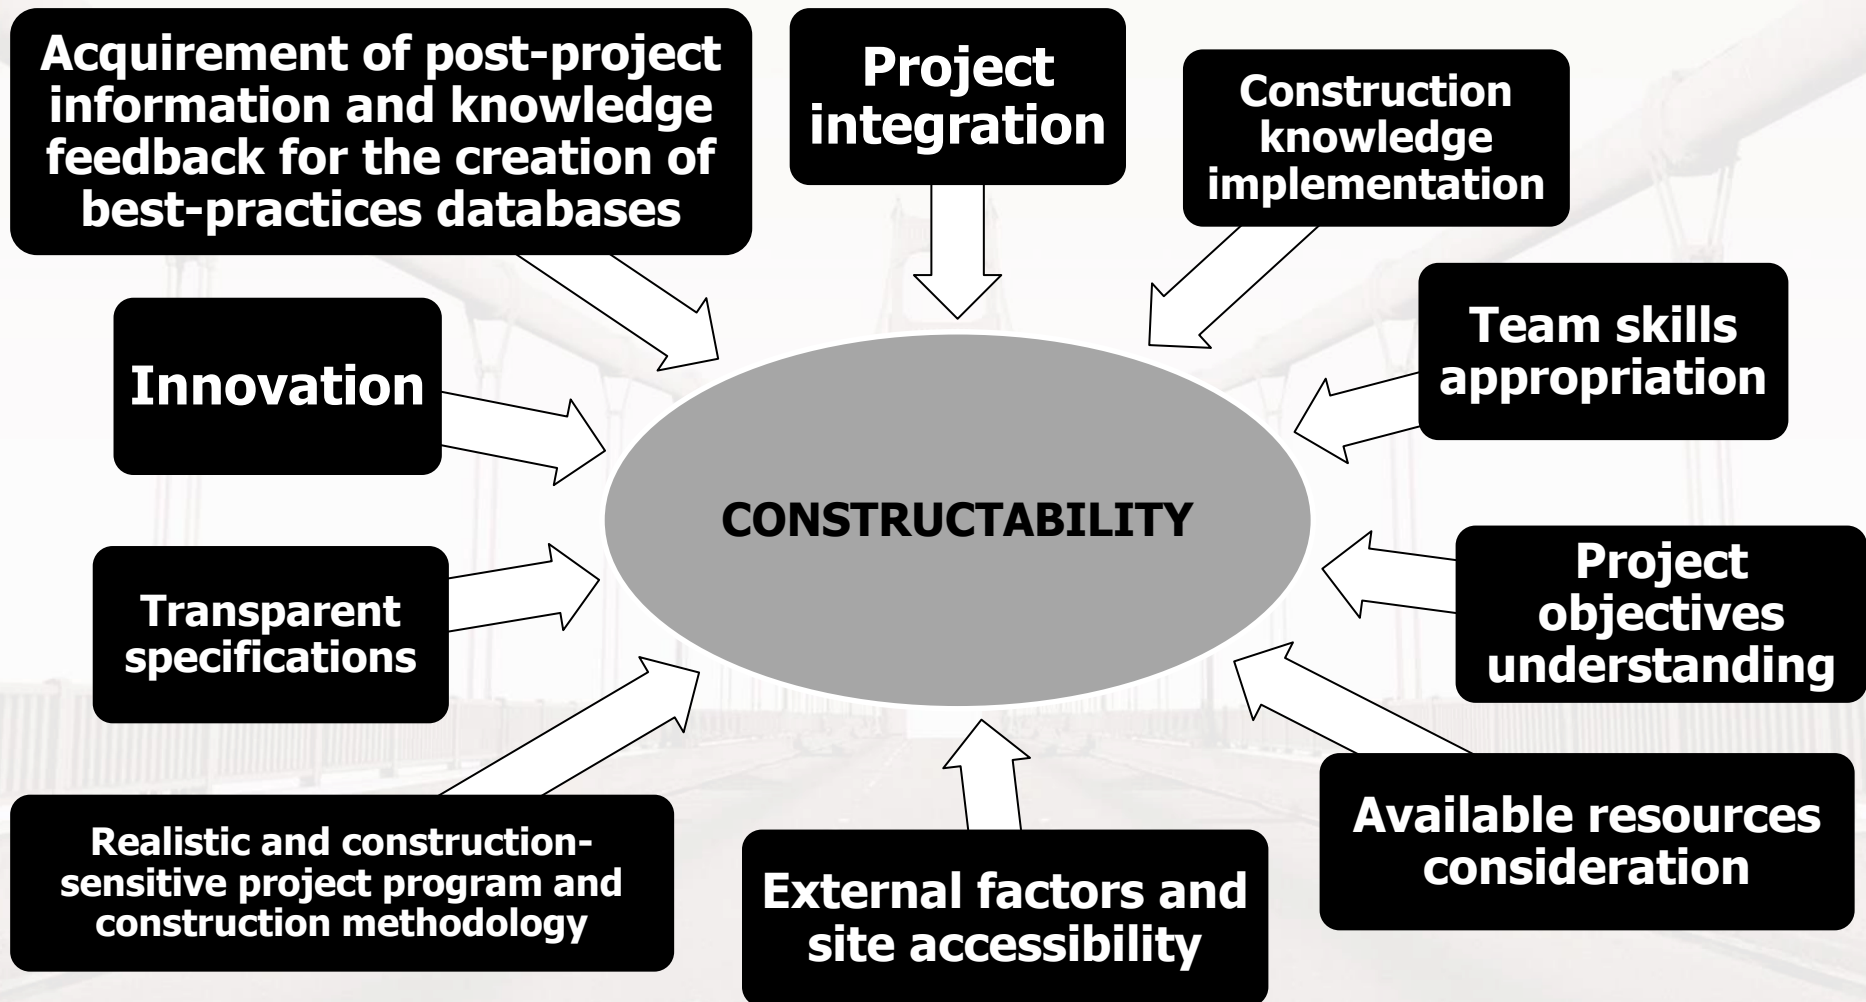 Acquirement of post-project
information and knowledge
feedback for the creation of
best-practices databases
Project
integration
Construction
knowledge
implementation
Team skills
appropriation
Innovation
CONSTRUCTABILITY
Project
objectives
understanding
Transparent
specifications
Available resources
consideration
Realistic and construction-
sensitive project program and
construction methodology
External factors and
site accessibility